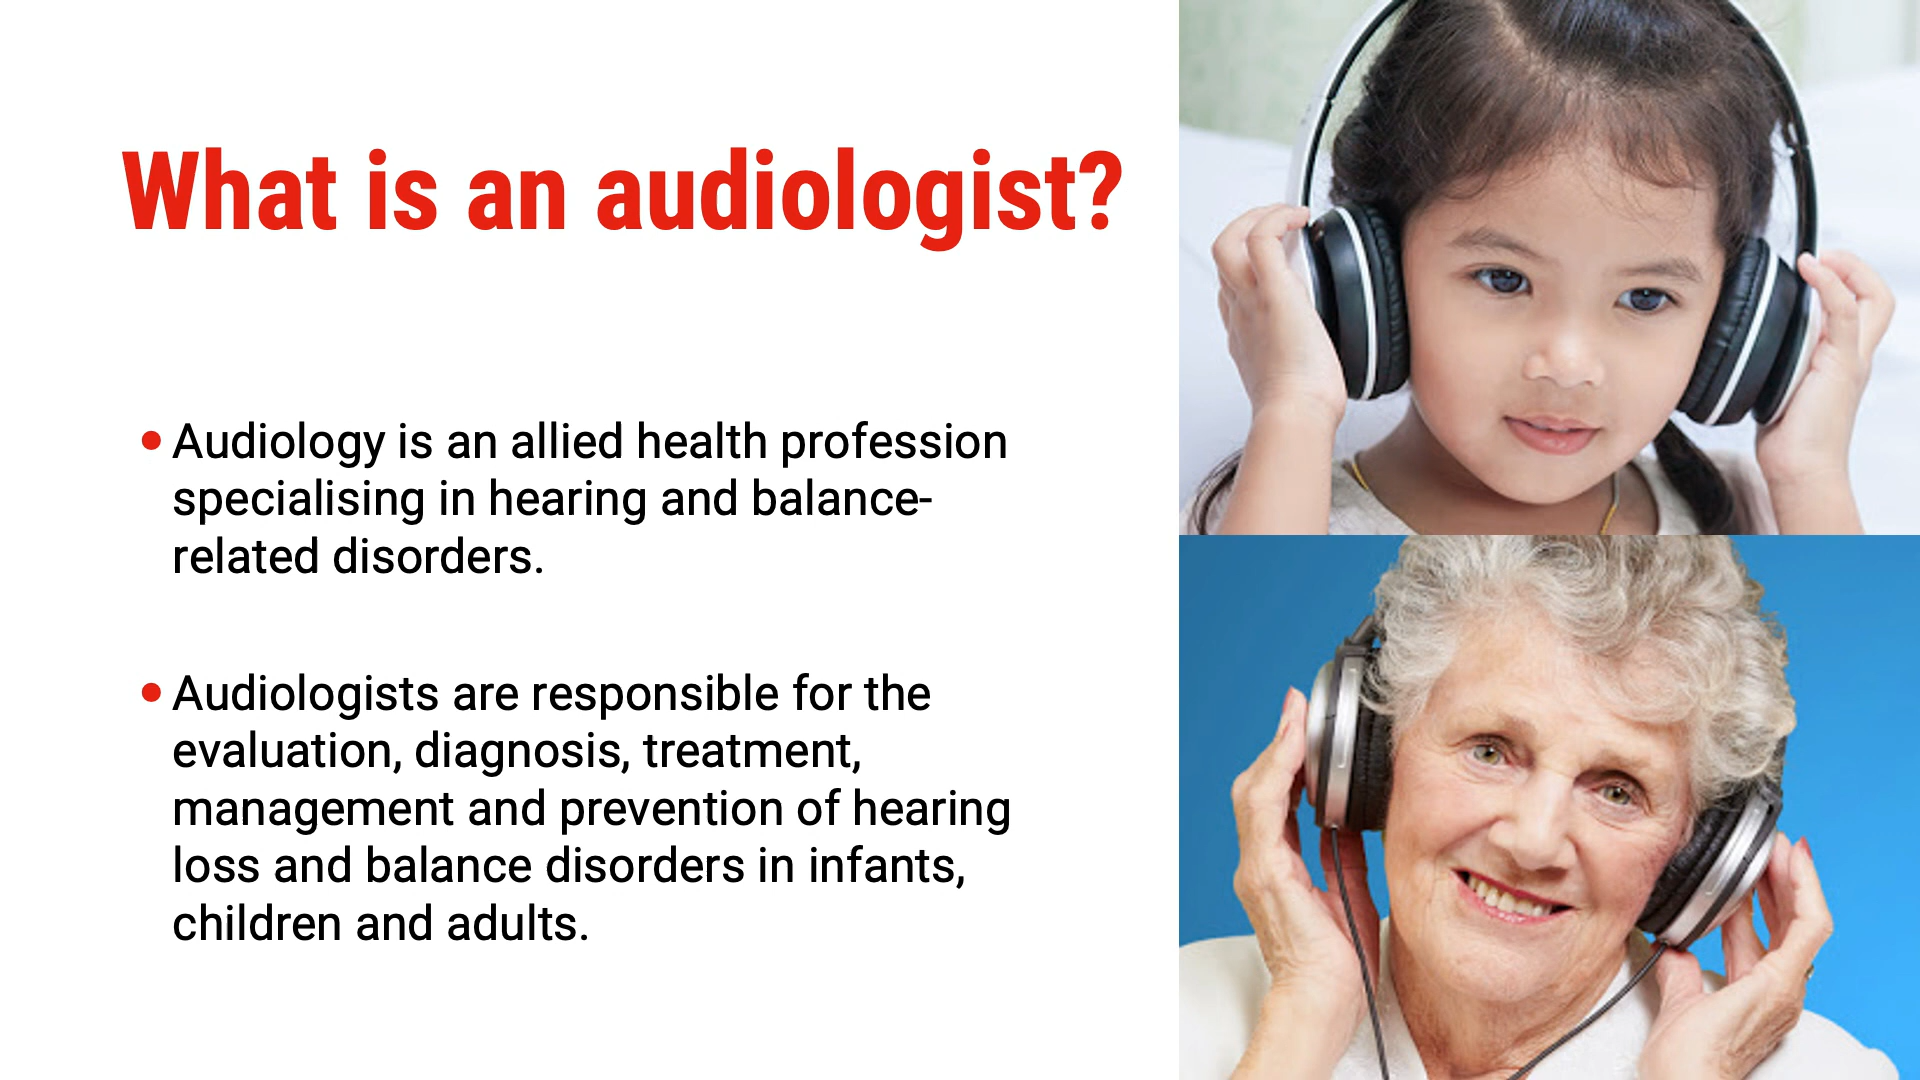 What is an audiologist?
• Audiology is an allied health profession
specialising in hearing and balance-
related disorders.
• Audiologists are responsible for the
evaluation, diagnosis, treatment,
management and prevention of hearing
loss and balance disorders in infants,
children and adults.